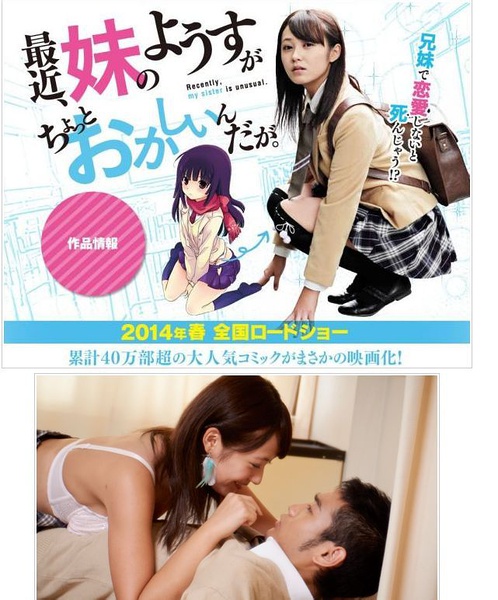 最近、妹のようすが
ちょっとおかしいんだが。
Recently,
my sister is unusual.
兄妹で恋愛しないと
死んじゃう!?
作品情報
2014年春 全国ロードショー
累計40万部超の大人気コミックがまさかの映画化!